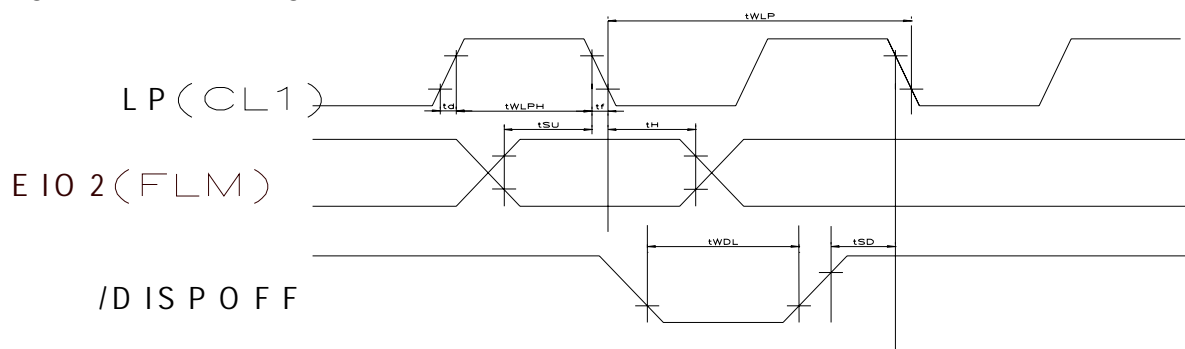 tWLP
LP(CL1)
td tWLPH tf
tSU tH
EIO2(FLM)
tWDL tSD
/DISPOFF